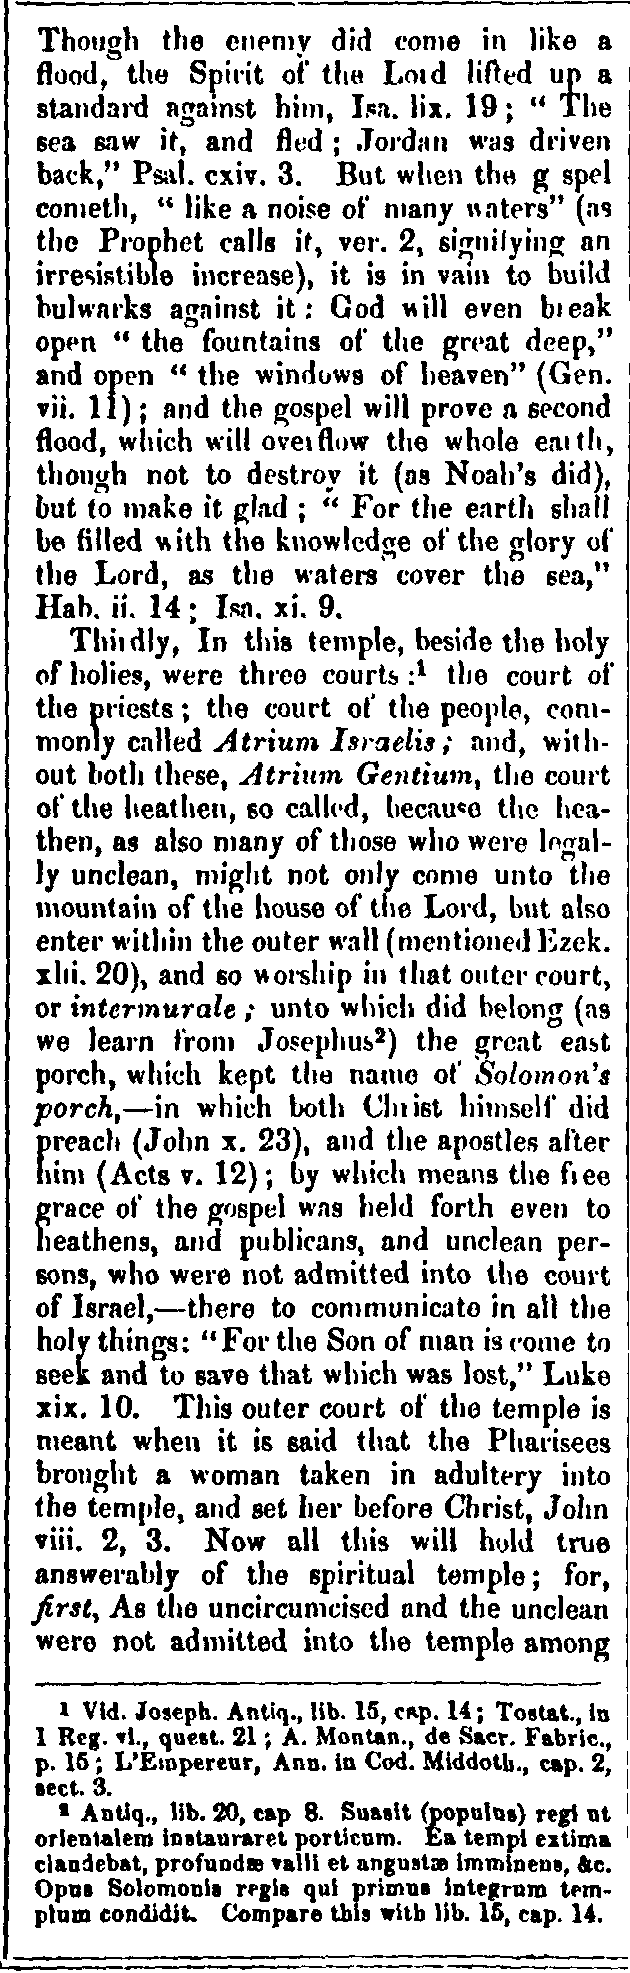 Though the enemy did come in like a
flood, the Spirit of the Lord lifted up a
standard against him, Isa. lix. 19; “ The
sea saw it, and fled ; Jordan was driven
back,” Psal. cxiv. 3. But when the g spel
cometh, “ like a noise of many waters” (as
the Prophet calls it, ver. 2, signifying an
irresistible increase), it is in vain to build
bulwarks against it : God will even break
open “ the fountains of the great deep,”
and open “ the windows of heaven” (Gen.
vii. 11) ; and the gospel will prove a second
flood, which will overflow the whole earth,
though not to destroy it (as Noah's did),
but to make it glad ; “ For the earth shall
be filled with the knowledge of the glory of
the Lord, as the waters cover the sea,”
Hab. ii. 14 ; Isa. xi. 9.
Thirdly, In this temple, beside the holy
of holies, were three courts :¹ the court of
the priests ; the court of the people, com-
monly called Atrium Israelis ; and, with-
out both these, Atrium Gentium, the court
of the heathen, so called, because the hea-
then, as also many of those who were legal-
ly unclean, might not only come unto the
mountain of the house of the Lord, but also
enter within the outer wall (mentioned Ezek.
xlii. 20), and so worship in that outer court,
or intermurale ; unto which did belong (as
we learn from Josephus²) the great east
porch, which kept the name of Solomon's
porch,—in which both Christ himself did
preach (John x. 23), and the apostles after
him (Acts v. 12) ; by which means the free
grace of the gospel was held forth even to
heathens, and publicans, and unclean per-
sons, who were not admitted into the court
of Israel,—there to communicate in all the
holy things: “For the Son of man is come to
seek and to save that which was lost,” Luke
xix. 10. This outer court of the temple is
meant when it is said that the Pharisees
brought a woman taken in adultery into
the temple, and set her before Christ, John
viii. 2, 3. Now all this will hold true
answerably of the spiritual temple ; for,
first, As the uncircumcised and the unclean
were not admitted into the temple among
¹ Vid. Joseph. Antiq., lib. 15, cap. 14 ; Tostat., in
1 Reg. vi., quest. 21 ; A. Montan., de Sacr. Fabric.,
p. 15 ; L'Empereur, Ann. in Cod. Middoth., cap. 2,
sect. 3.
² Antiq., lib. 20, cap 8. Suasit (populus) regi ut
orientalem instauraret porticum. Ea templ extima
claudebat, profundæ valli et angustæ imminens, &c.
Opus Solomonis regis qui primus integrum tem-
plum condidit. Compare this with lib. 15, cap. 14.